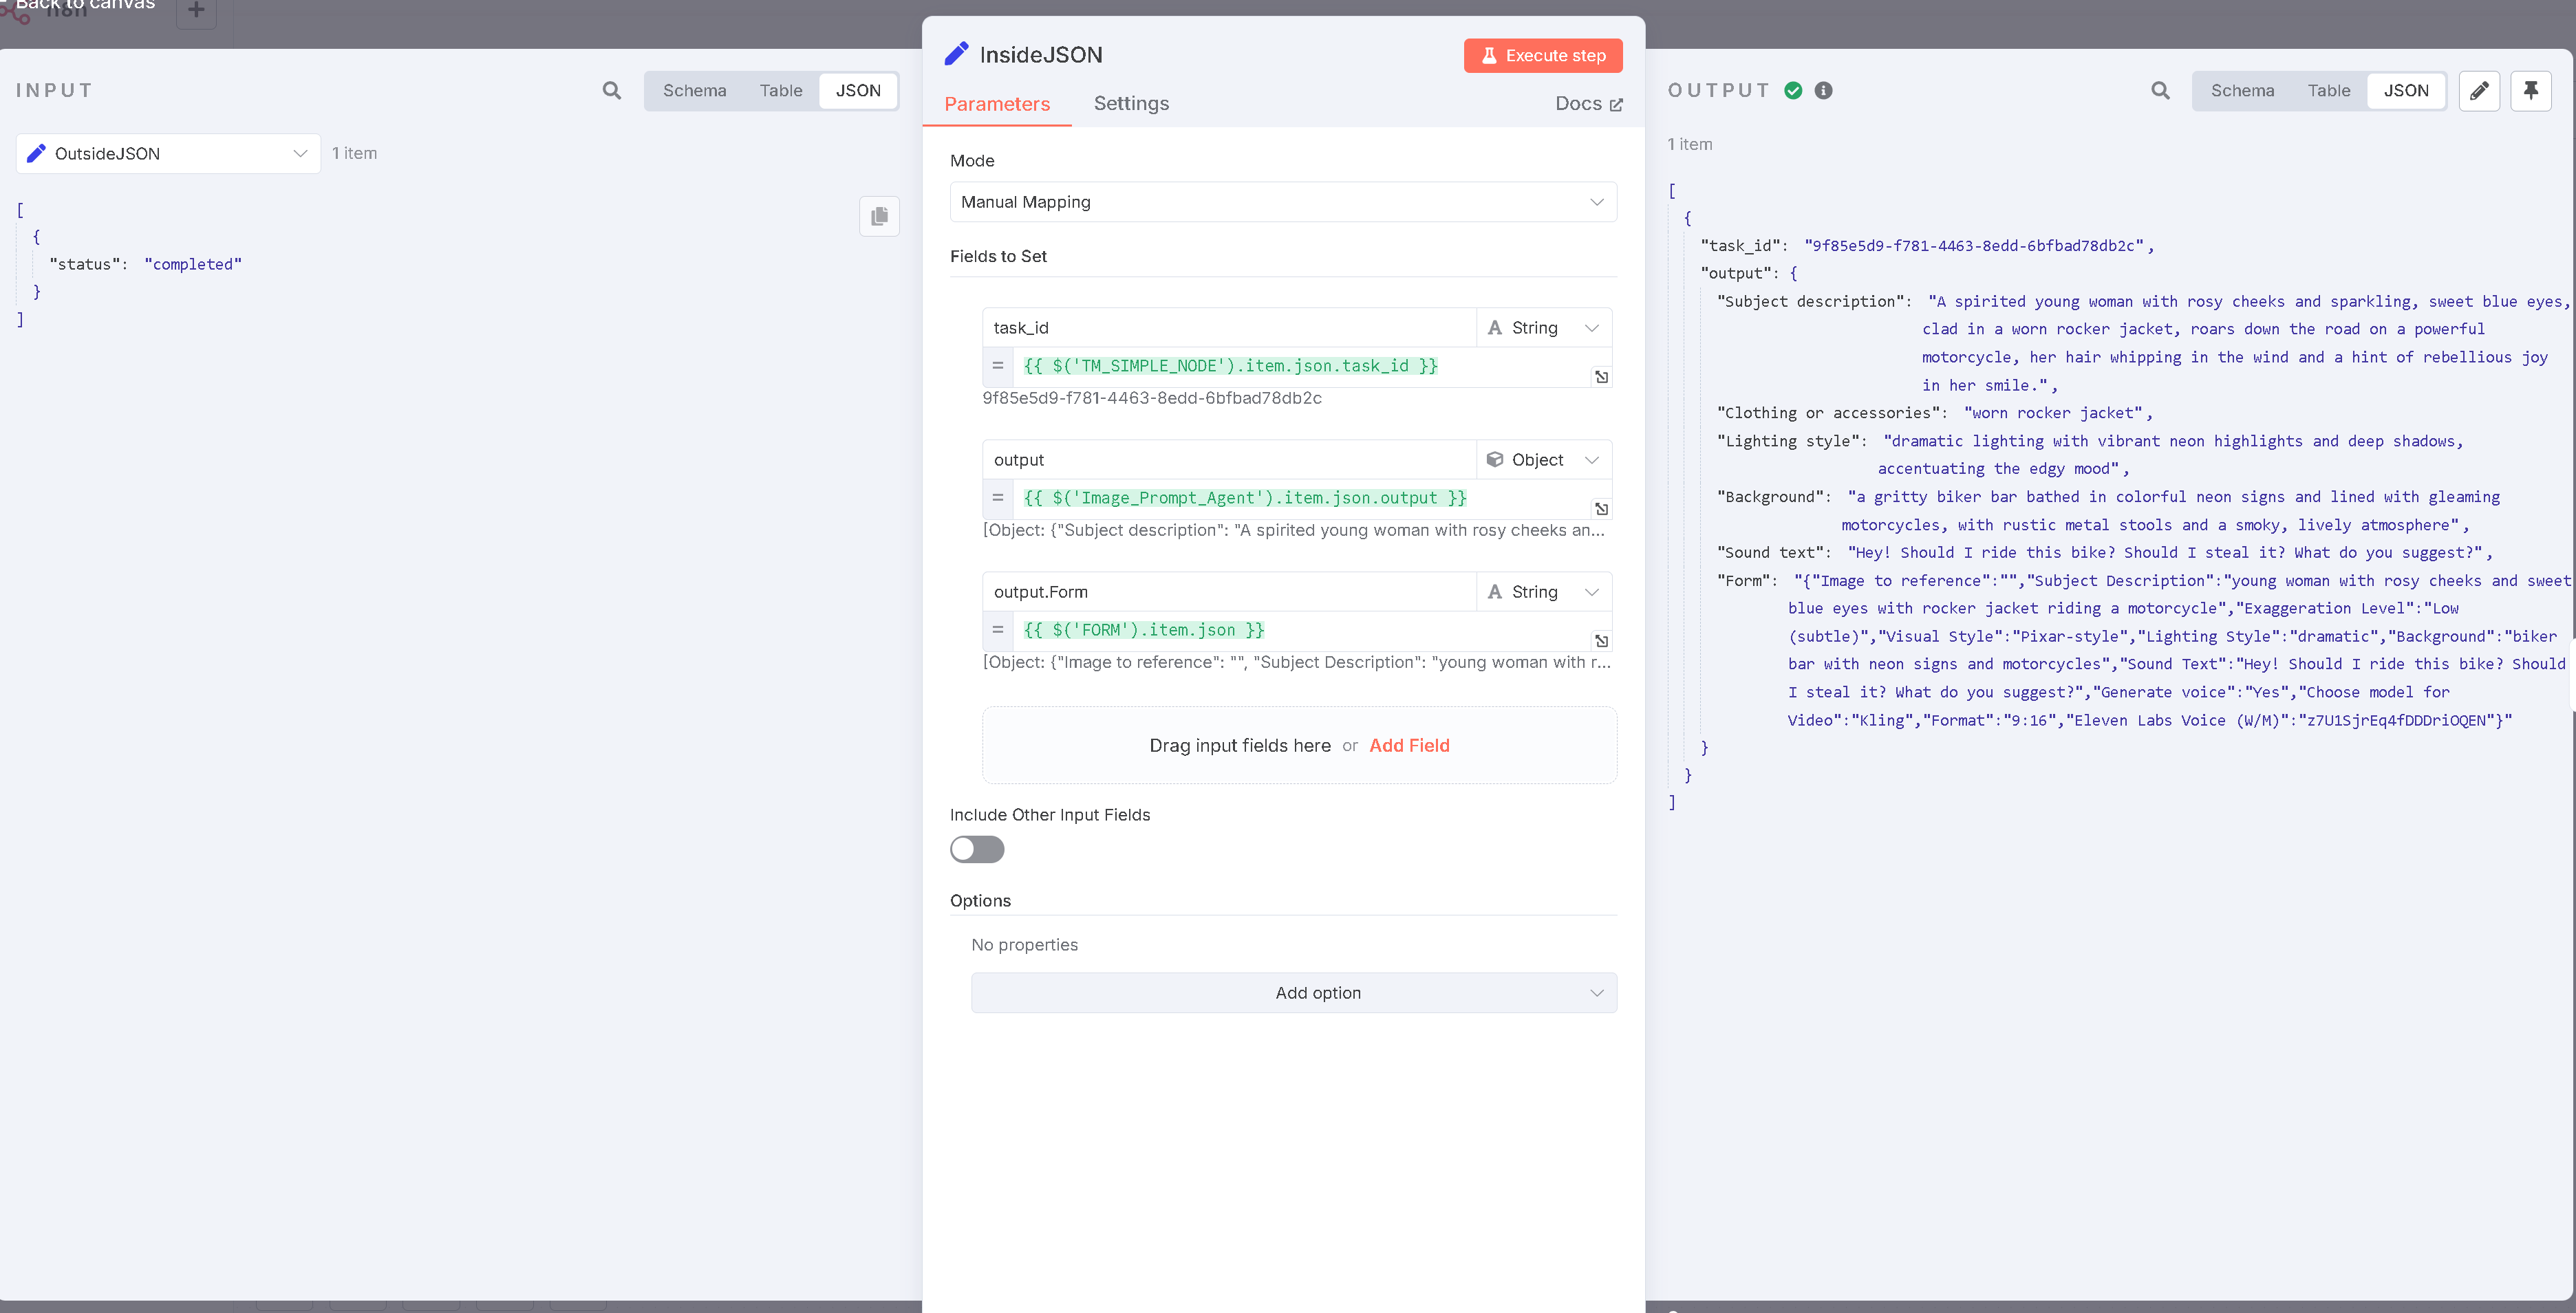 Back to canvas
n8n
INPUT
Schema Table JSON
OutsideJSON
1 item
[
{
"status": "completed"
}
]
InsideJSON
Execute step
Parameters
Settings
Docs
Mode
Manual Mapping
Fields to Set
task_id
String
= {{ $('TM_SIMPLE_NODE').item.json.task_id }}
9f85e5d9-f781-4463-8edd-6bfbad78db2c
output
Object
= {{ $('Image_Prompt_Agent').item.json.output }}
[Object: {"Subject description": "A spirited young woman with rosy cheeks an...
output.Form
String
= {{ $('FORM').item.json }}
[Object: {"Image to reference": "", "Subject Description": "young woman with r...
Drag input fields here or Add Field
Include Other Input Fields
Options
No properties
Add option
OUTPUT
Schema Table JSON
1 item
[
{
"task_id": "9f85e5d9-f781-4463-8edd-6bfbad78db2c",
"output": {
"Subject description": "A spirited young woman with rosy cheeks and sparkling, sweet blue eyes,
clad in a worn rocker jacket, roars down the road on a powerful
motorcycle, her hair whipping in the wind and a hint of rebellious joy
in her smile.",
"Clothing or accessories": "worn rocker jacket",
"Lighting style": "dramatic lighting with vibrant neon highlights and deep shadows,
accentuating the edgy mood",
"Background": "a gritty biker bar bathed in colorful neon signs and lined with gleaming
motorcycles, with rustic metal stools and a smoky, lively atmosphere",
"Sound text": "Hey! Should I ride this bike? Should I steal it? What do you suggest?",
"Form": "{"Image to reference":"","Subject Description":"young woman with rosy cheeks and sweet
blue eyes with rocker jacket riding a motorcycle","Exaggeration Level":"Low
(subtle)","Visual Style":"Pixar-style","Lighting Style":"dramatic","Background":"biker
bar with neon signs and motorcycles","Sound Text":"Hey! Should I ride this bike? Should
I steal it? What do you suggest?","Generate voice":"Yes","Choose model for
Video":"Kling","Format":"9:16","Eleven Labs Voice (W/M)":"z7U1SjrEq4fDDDriOQEN"}"
}
}
]